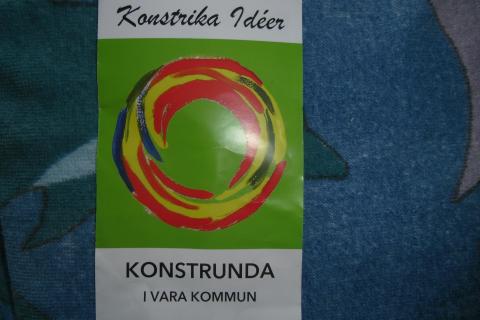 Konstrika Idéer
KONSTRUNDA
I VARA KOMMUN